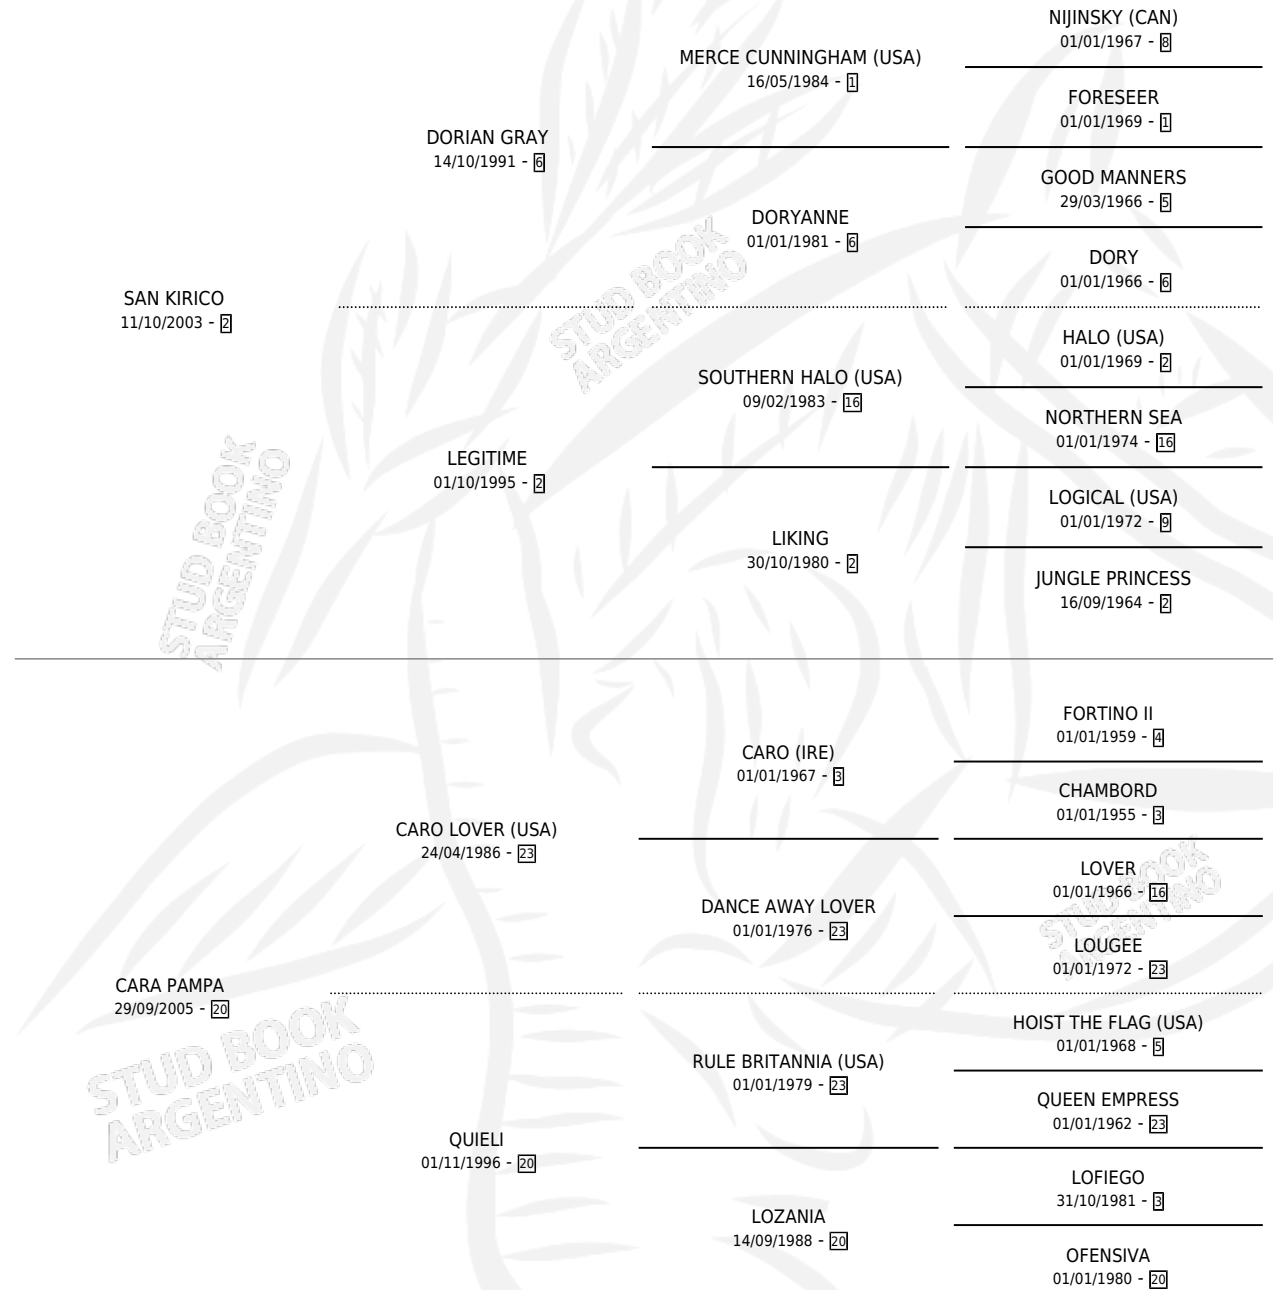 NIJINSKY (CAN)
01/01/1967 - 8
MERCE CUNNINGHAM (USA)
16/05/1984 - 1
FORESEER
01/01/1969 - 1
DORIAN GRAY
14/10/1991 - 6
GOOD MANNERS
29/03/1966 - 5
DORYANNE
01/01/1981 - 6
DORY
01/01/1966 - 6
SAN KIRICO
11/10/2003 - 2
HALO (USA)
01/01/1969 - 2
SOUTHERN HALO (USA)
09/02/1983 - 16
NORTHERN SEA
01/01/1974 - 16
LEGITIME
01/10/1995 - 2
LOGICAL (USA)
01/01/1972 - 9
LIKING
30/10/1980 - 2
JUNGLE PRINCESS
16/09/1964 - 2
STUD BOOK
ARGENTINO
STUD BOOK
ARGENTINO
FORTINO II
01/01/1959 - 4
CARO (IRE)
01/01/1967 - 3
CHAMBORD
01/01/1955 - 3
CARO LOVER (USA)
24/04/1986 - 23
LOVER
01/01/1966 - 16
DANCE AWAY LOVER
01/01/1976 - 23
LOUGEE
01/01/1972 - 23
STUD BOOK
ARGENTINO
CARA PAMPA
29/09/2005 - 20
HOIST THE FLAG (USA)
01/01/1968 - 5
RULE BRITANNIA (USA)
01/01/1979 - 23
QUEEN EMPRESS
01/01/1962 - 23
QUIELI
01/11/1996 - 20
LOFIEGO
31/10/1981 - 3
LOZANIA
14/09/1988 - 20
OFENSIVA
01/01/1980 - 20
STUD BOOK
ARGENTINO